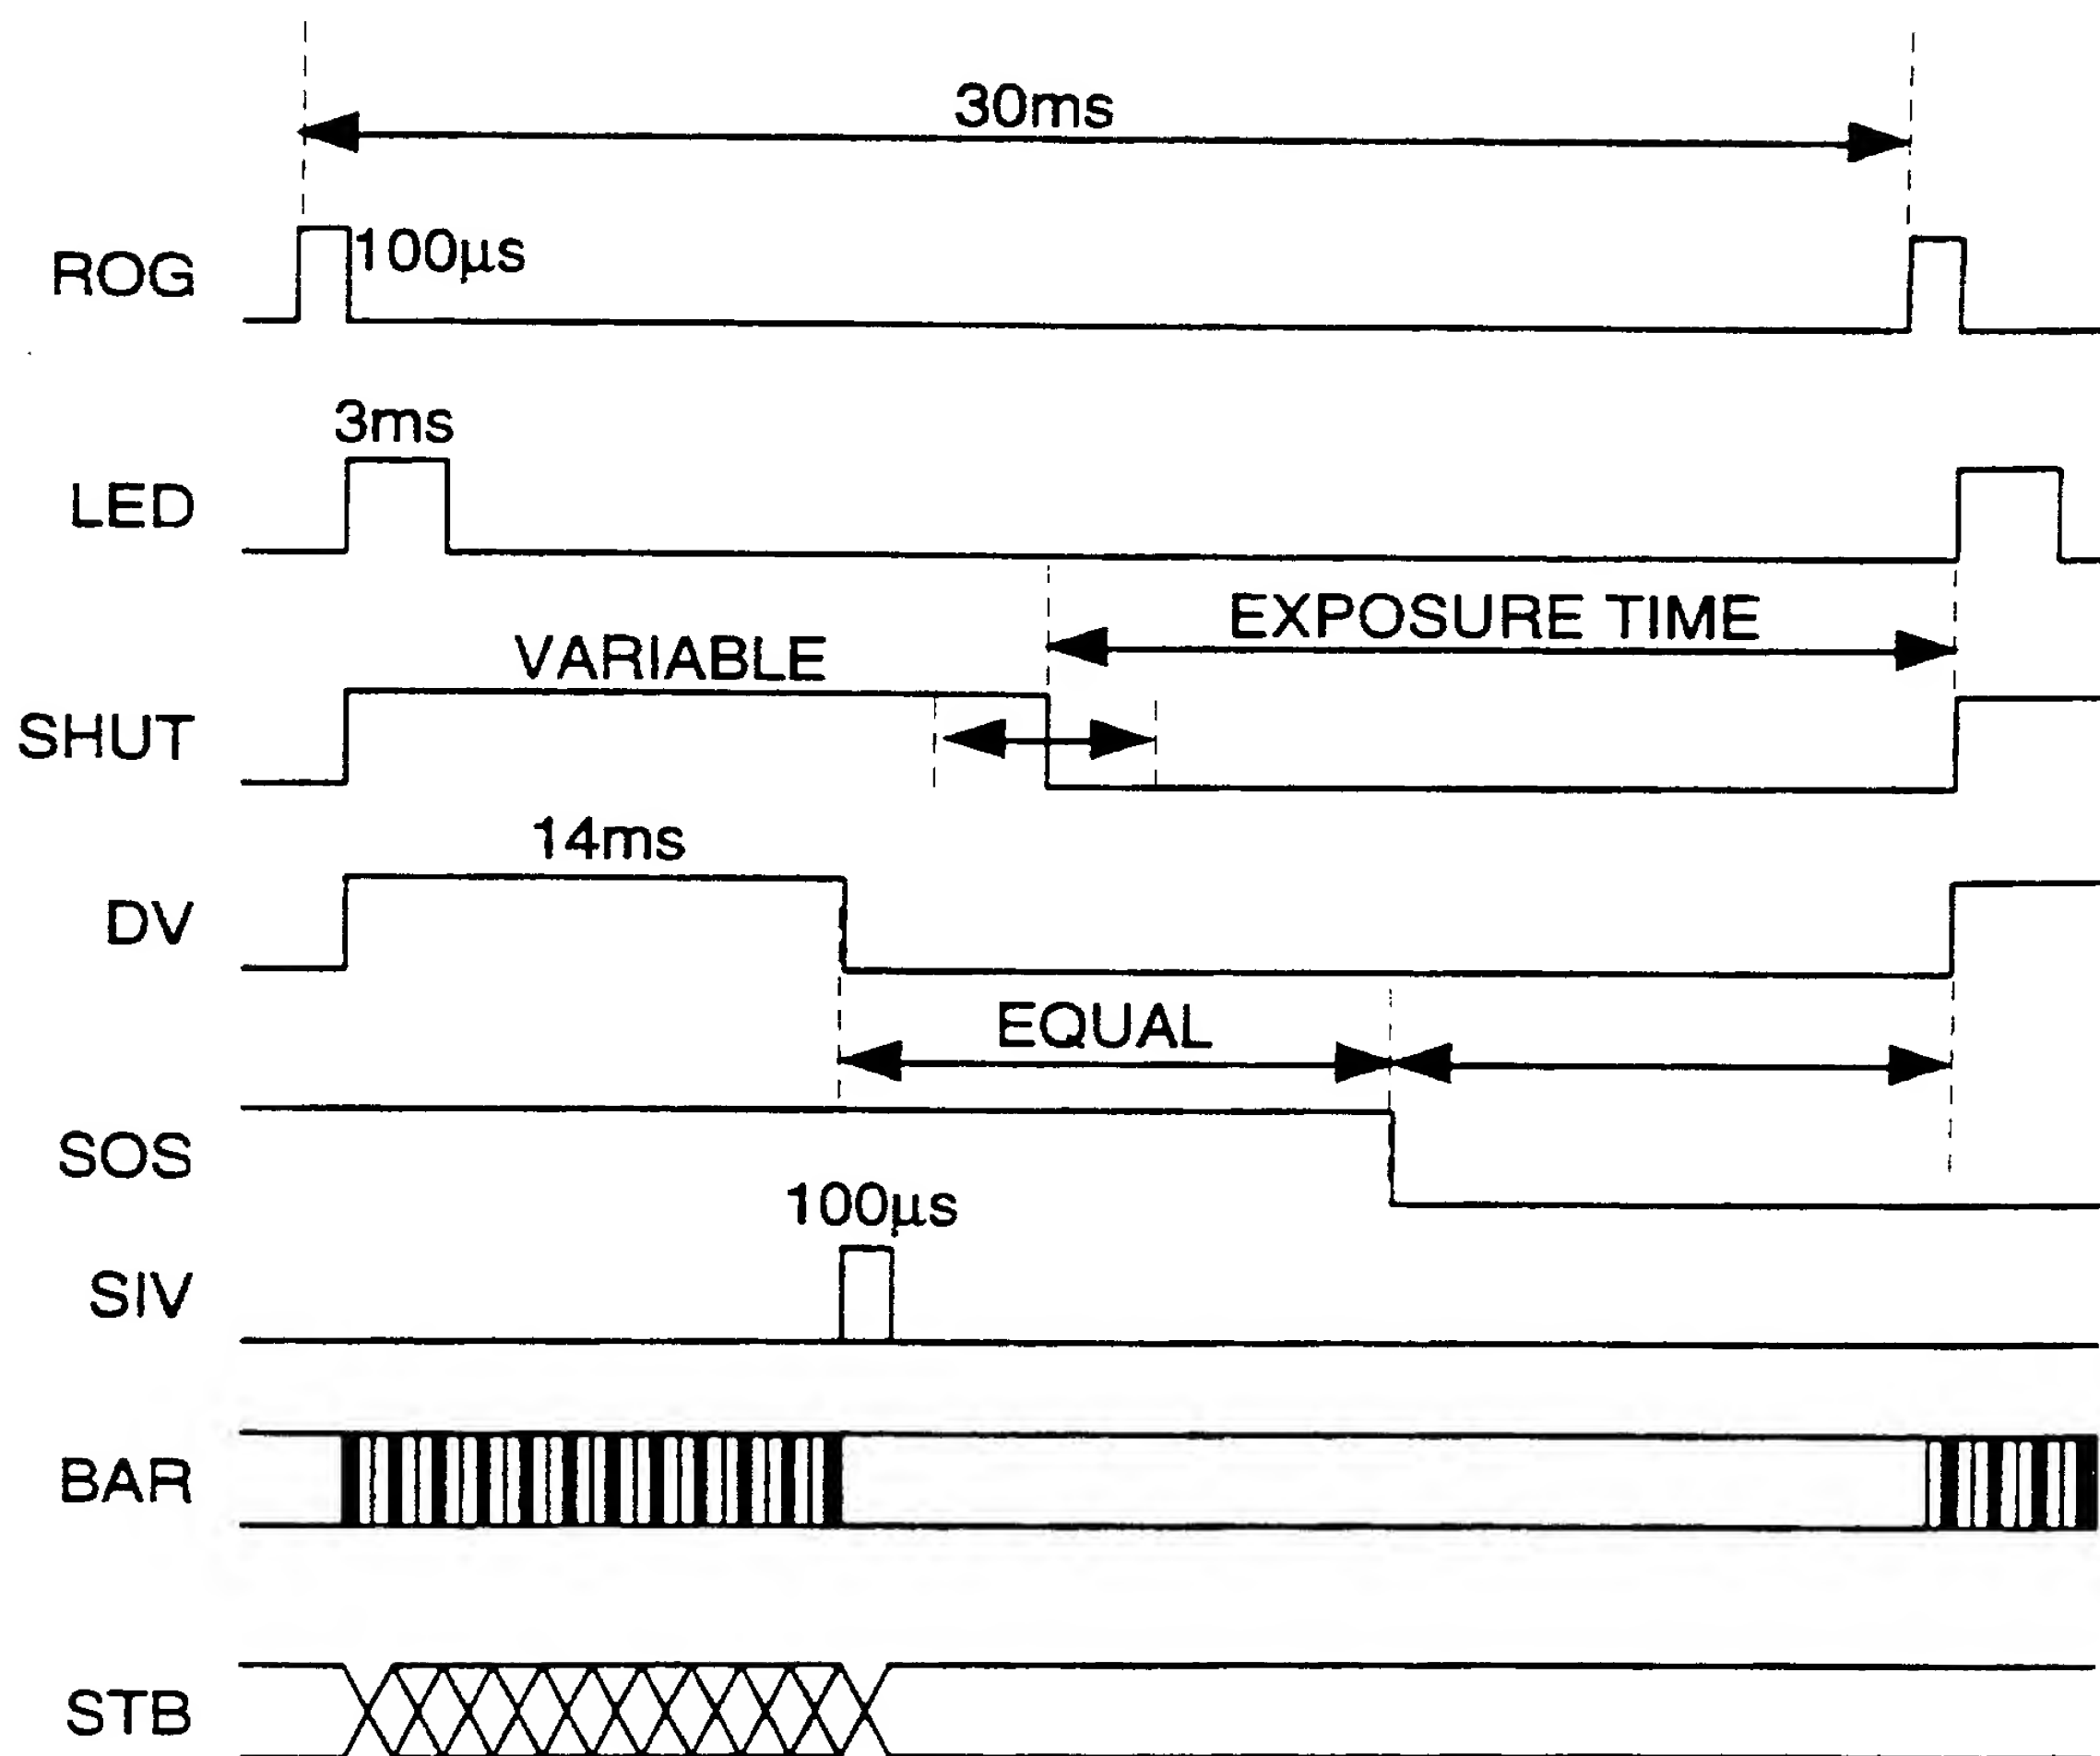 30ms
ROG 100µs
3ms
LED
EXPOSURE TIME
VARIABLE
SHUT
14ms
DV
EQUAL
SOS
100µs
SIV
BAR
STB